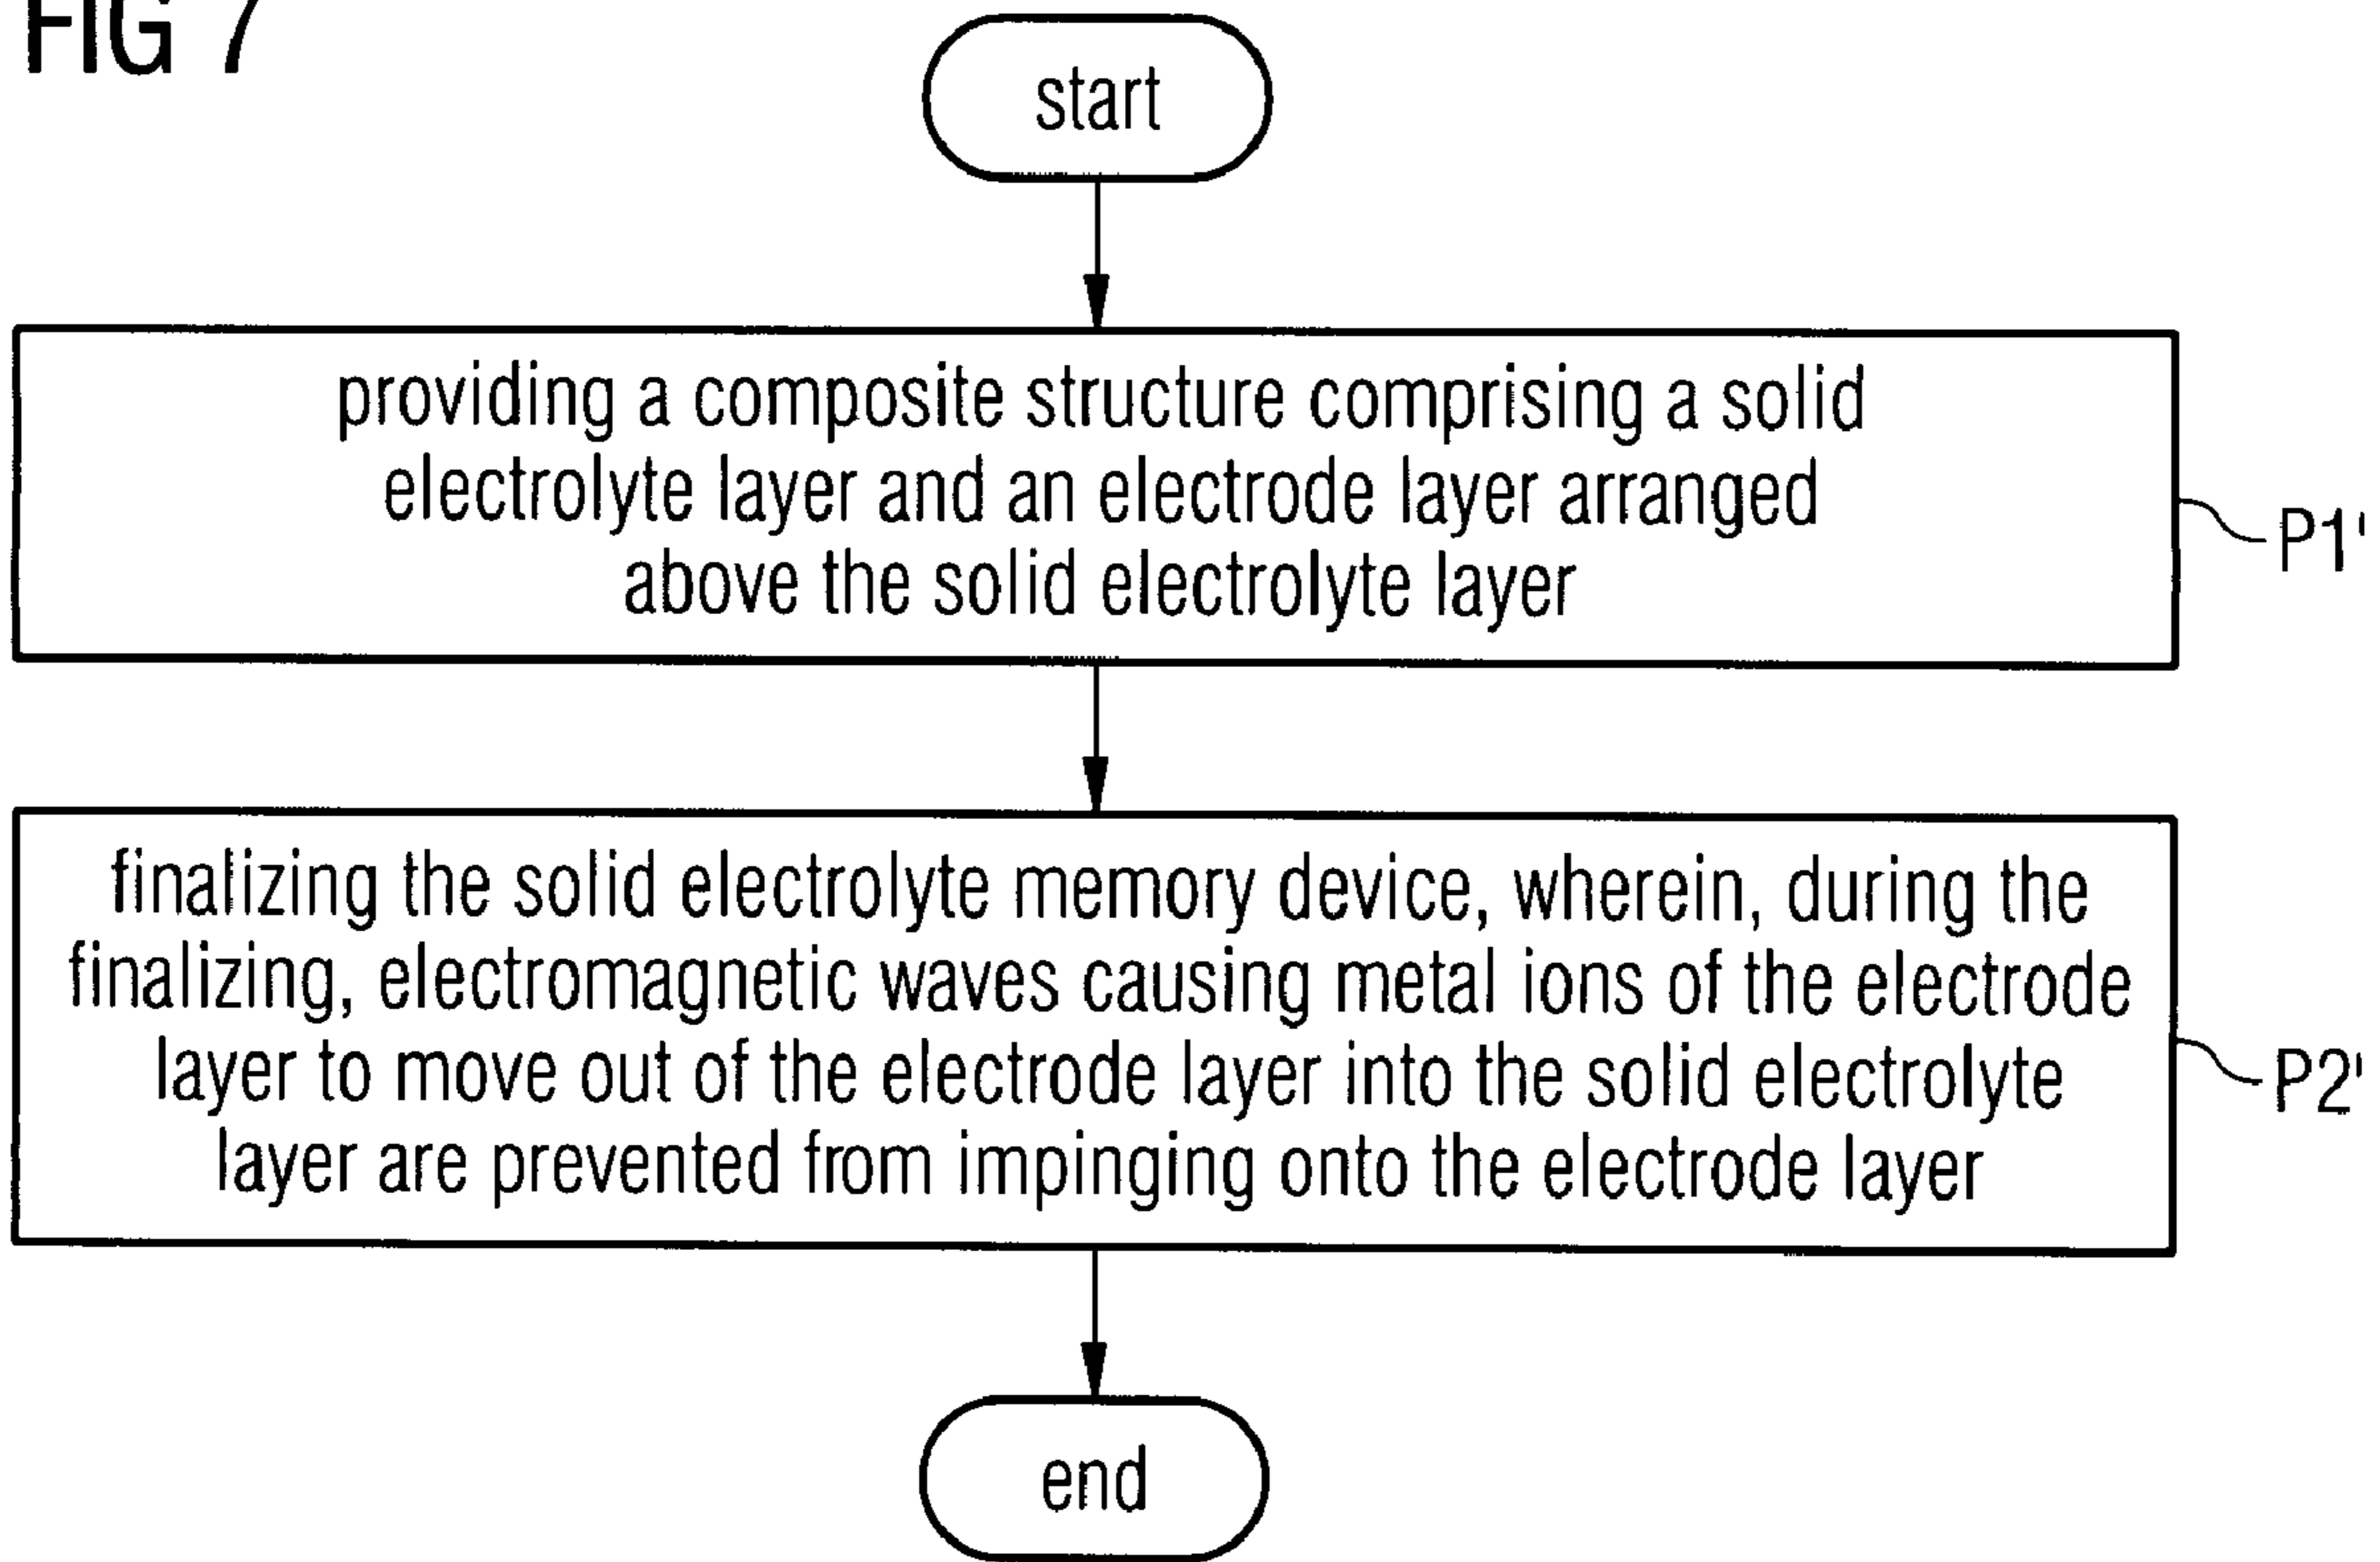 FIG 7
start
providing a composite structure comprising a solid
electrolyte layer and an electrode layer arranged
above the solid electrolyte layer
P1'
finalizing the solid electrolyte memory device, wherein, during the
finalizing, electromagnetic waves causing metal ions of the electrode
layer to move out of the electrode layer into the solid electrolyte
layer are prevented from impinging onto the electrode layer
P2'
end